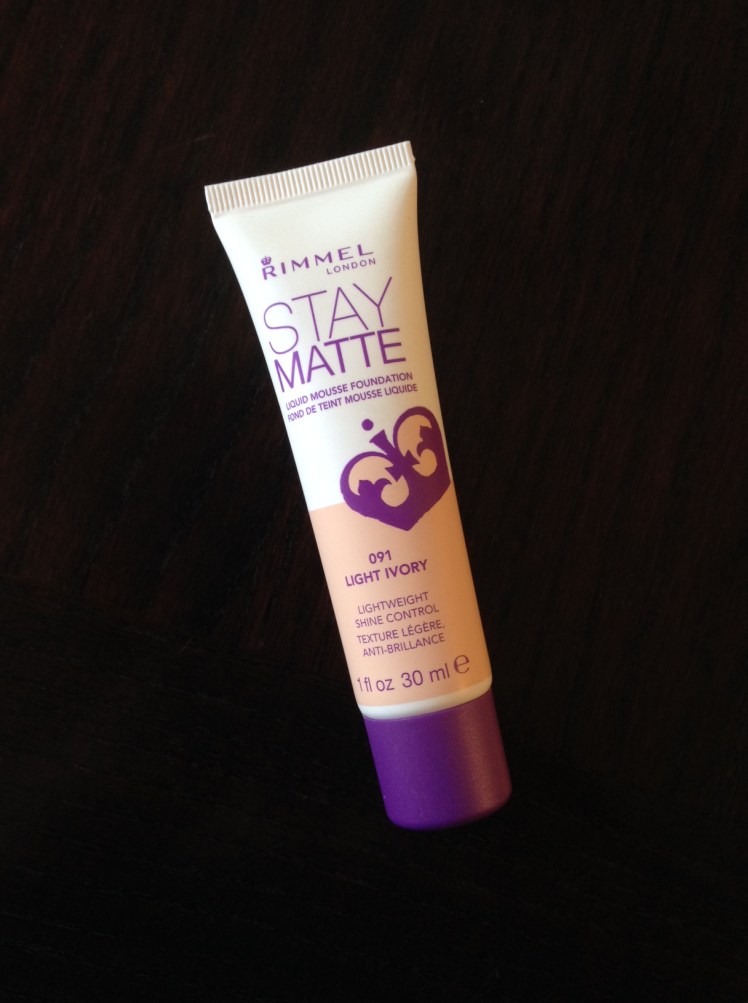 RIMMEL
LONDON
STAY
MATTE
LIQUID MOUSSE FOUNDATION
FOND DE TEINT MOUSSE LIQUIDE
091
LIGHT IVORY
LIGHTWEIGHT
SHINE CONTROL
TEXTURE LÉGÈRE,
ANTI-BRILLANCE
1 fl oz 30 ml ℮